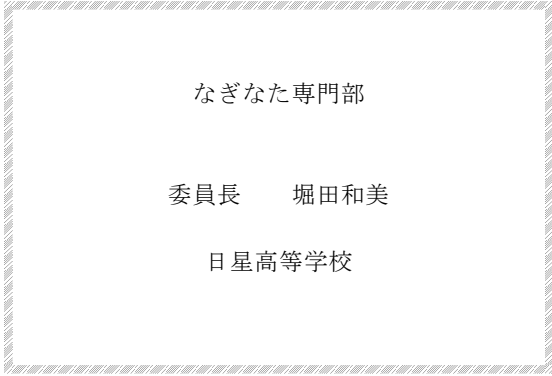 なぎなた専門部
委員長　　堀田和美
日星高等学校